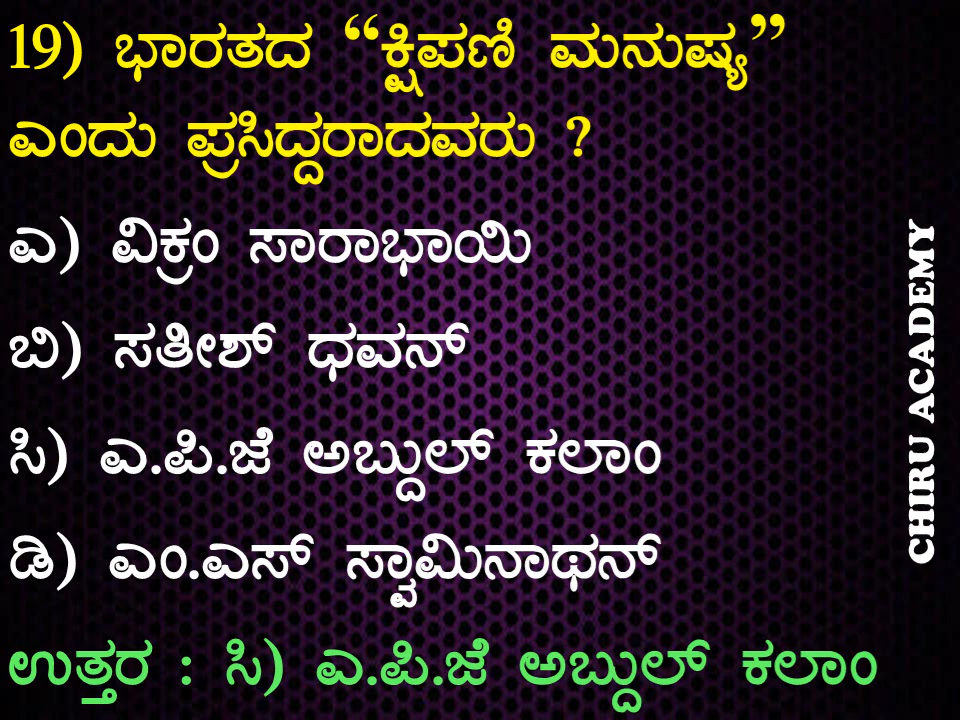 19) ಭಾರತದ “ಕ್ಷಿಪಣಿ ಮನುಷ್ಯ”
ಎಂದು ಪ್ರಸಿದ್ದರಾದವರು ?
ಎ) ವಿಕ್ರಂ ಸಾರಾಭಾಯಿ
ಬಿ) ಸತೀಶ್ ಧವನ್
ಸಿ) ಎ.ಪಿ.ಜೆ ಅಬ್ದುಲ್ ಕಲಾಂ
ಡಿ) ಎಂ.ಎಸ್ ಸ್ವಾಮಿನಾಥನ್
ಉತ್ತರ : ಸಿ) ಎ.ಪಿ.ಜೆ ಅಬ್ದುಲ್ ಕಲಾಂ
CHIRU ACADEMY